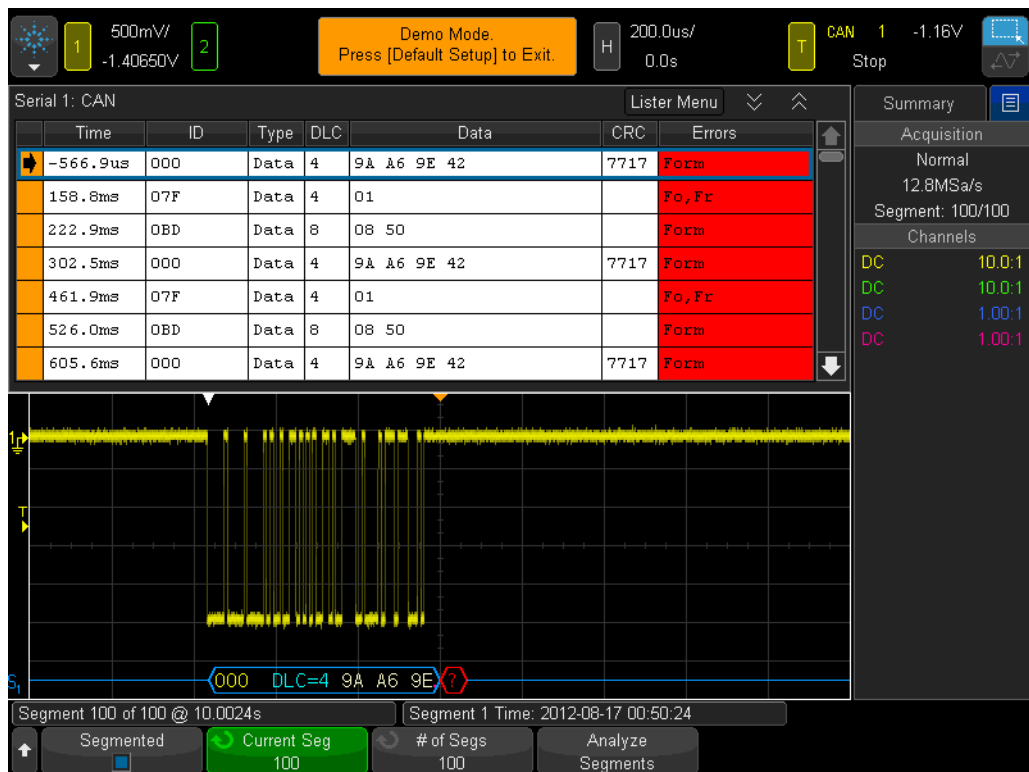 1 500mV/ 2 Demo Mode. H 200.0us/ T CAN 1 -1.16V
-1.40650V Press [Default Setup] to Exit. 0.0s Stop
Serial 1: CAN Lister Menu
Time ID Type DLC Data CRC Errors
-566.9us 000 Data 4 9A A6 9E 42 7717 Form
158.8ms 07F Data 4 01 Fo,Fr
222.9ms 0BD Data 8 08 50 Form
302.5ms 000 Data 4 9A A6 9E 42 7717 Form
461.9ms 07F Data 4 01 Fo,Fr
526.0ms 0BD Data 8 08 50 Form
605.6ms 000 Data 4 9A A6 9E 42 7717 Form
Summary
Acquisition
Normal
12.8MSa/s
Segment: 100/100
Channels
DC 10.0:1
DC 10.0:1
DC 1.00:1
DC 1.00:1
1
T
S1 000 DLC=4 9A A6 9E ?
Segment 100 of 100 @ 10.0024s Segment 1 Time: 2012-08-17 00:50:24
Segmented Current Seg # of Segs Analyze
100 100 Segments